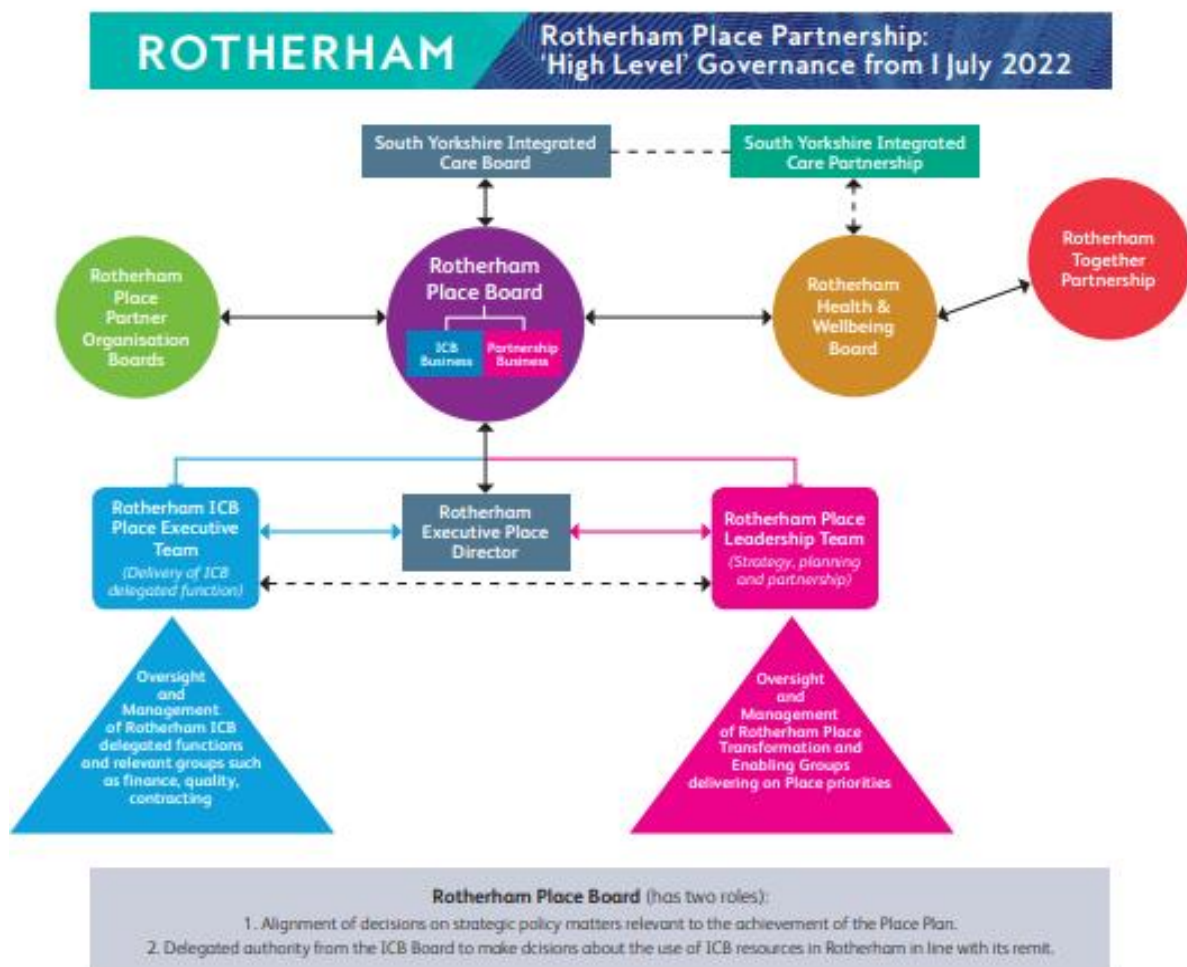 ROTHERHAM
Rotherham Place Partnership:
'High Level' Governance from 1 July 2022
South Yorkshire Integrated
Care Board
South Yorkshire Integrated
Care Partnership
Rotherham
Place
Partner
Organisation
Boards
Rotherham
Place Board
ICB
Business
Partnership
Business
Rotherham
Health &
Wellbeing
Board
Rotherham
Together
Partnership
Rotherham ICB
Place Executive
Team
(Delivery of ICB
delegated function)
Rotherham
Executive Place
Director
Rotherham Place
Leadership Team
(Strategy, planning
and partnership)
Oversight
and
Management
of Rotherham ICB
delegated functions
and relevant groups such
as finance, quality,
contracting
Oversight
and
Management
of Rotherham Place
Transformation and
Enabling Groups
delivering on Place priorities
Rotherham Place Board (has two roles):
1. Alignment of decisions on strategic policy matters relevant to the achievement of the Place Plan.
2. Delegated authority from the ICB Board to make dcisions about the use of ICB resources in Rotherham in line with its remit.